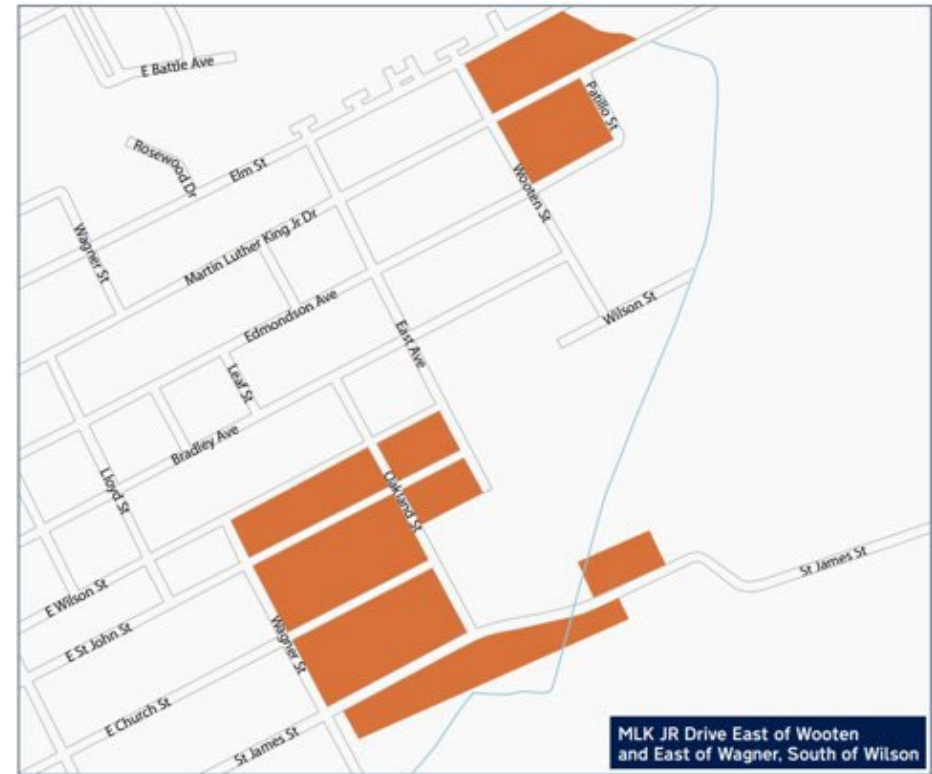 E Battle Ave
Patillo St
Rosewood Dr
Elm St
Wooten St
Wagner St
Martin Luther King Jr Dr
Wilson St
Edmondson Ave
East Ave
Leaf St
Bradley Ave
Lloyd St
Oakland St
St James St
E Wilson St
E St John St
Wagner St
E Church St
St James St
MLK JR Drive East of Wooten
and East of Wagner, South of Wilson